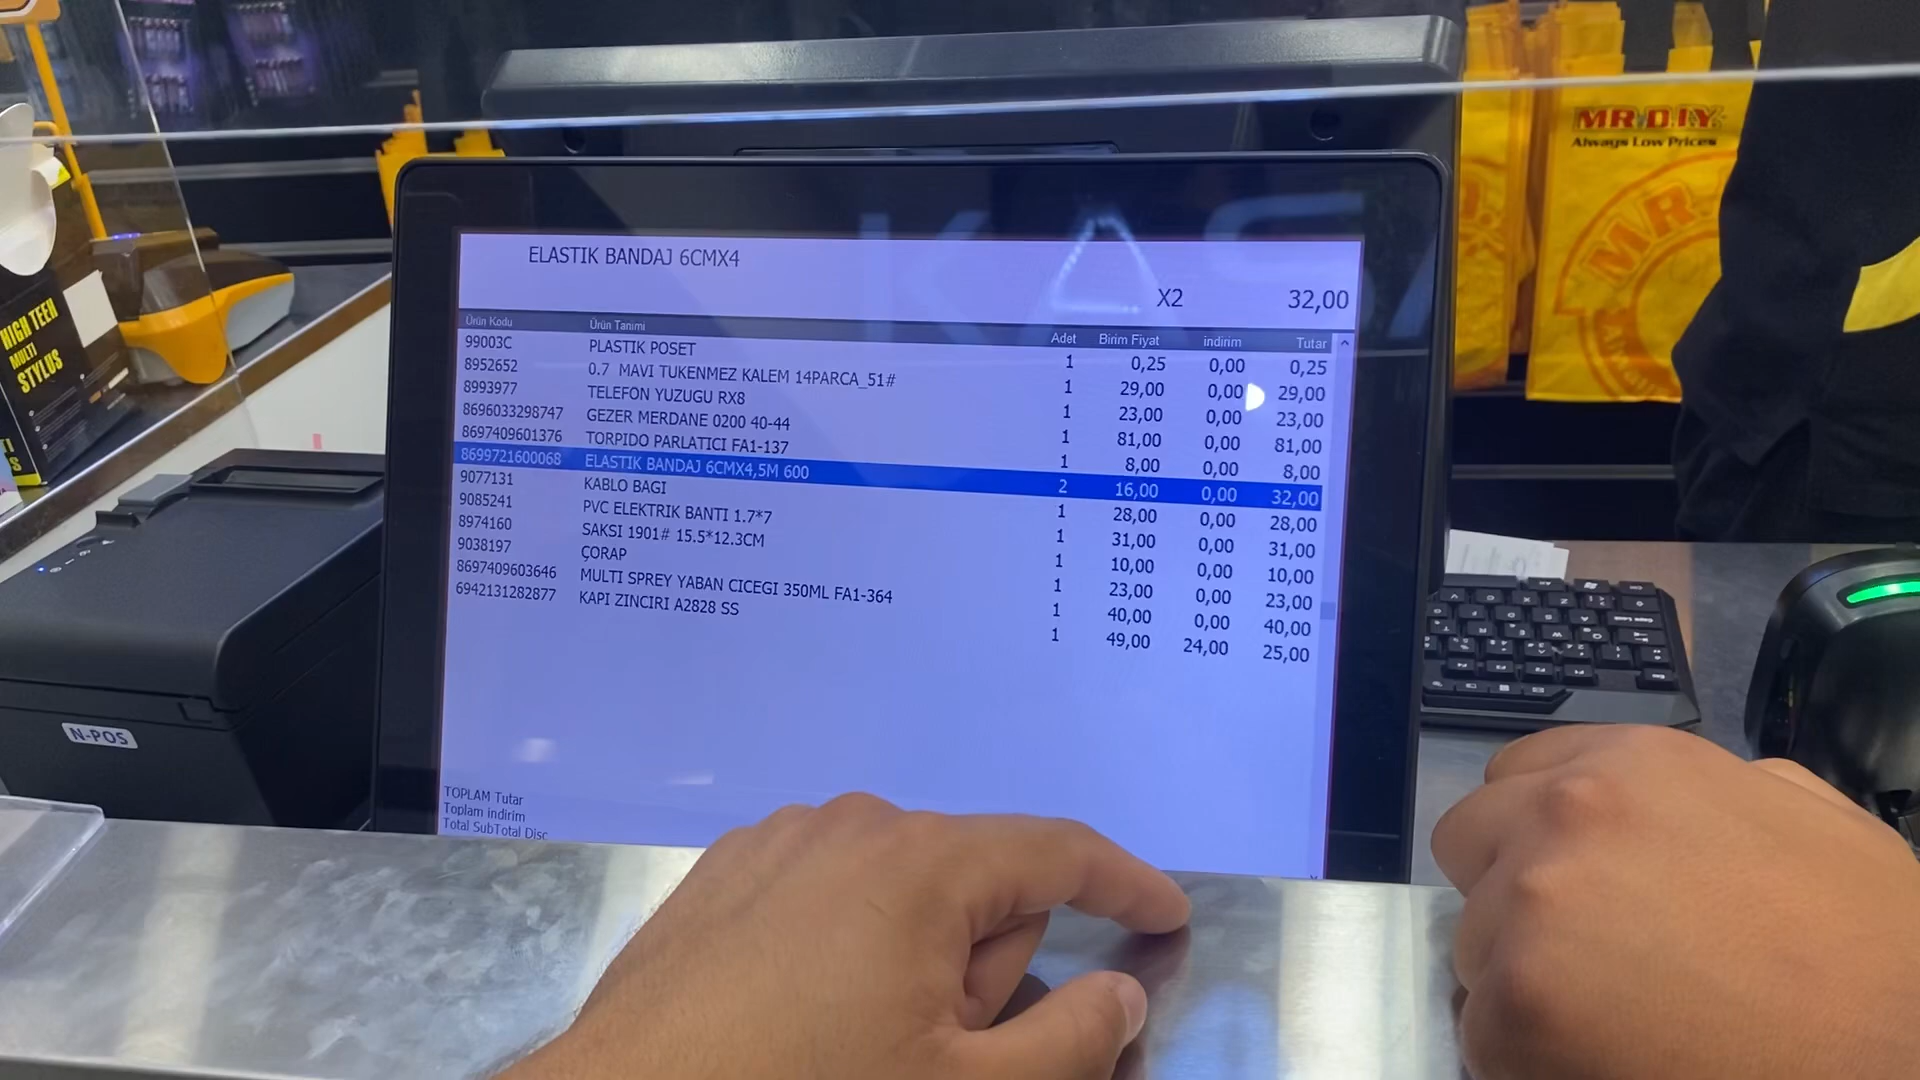 MR.D.I.Y.
Always Low Prices
MR.
HIGH TEEH
MULTI
STYLUS
N-POS
ELASTIK BANDAJ 6CMX4
X2 32,00
Ürün Kodu Ürün Tanimi Adet Birim Fiyat indirim Tutar
99003C PLASTIK POSET 1 0,25 0,00 0,25
8952652 0.7 MAVI TUKENMEZ KALEM 14PARCA_51# 1 29,00 0,00 29,00
8993977 TELEFON YUZUGU RX8 1 23,00 0,00 23,00
8696033298747 GEZER MERDANE 0200 40-44 1 81,00 0,00 81,00
8697409601376 TORPIDO PARLATICI FA1-137 1 8,00 0,00 8,00
8699721600068 ELASTIK BANDAJ 6CMX4,5M 600 2 16,00 0,00 32,00
9077131 KABLO BAGI 1 28,00 0,00 28,00
9085241 PVC ELEKTRIK BANTI 1.7*7 1 31,00 0,00 31,00
8974160 SAKSI 1901# 15.5*12.3CM 1 10,00 0,00 10,00
9038197 ÇORAP 1 23,00 0,00 23,00
8697409603646 MULTI SPREY YABAN CICEGI 350ML FA1-364 1 40,00 0,00 40,00
6942131282877 KAPI ZINCIRI A2828 SS 1 49,00 24,00 25,00
TOPLAM Tutar
Toplam indirim
Total SubTotal Disc